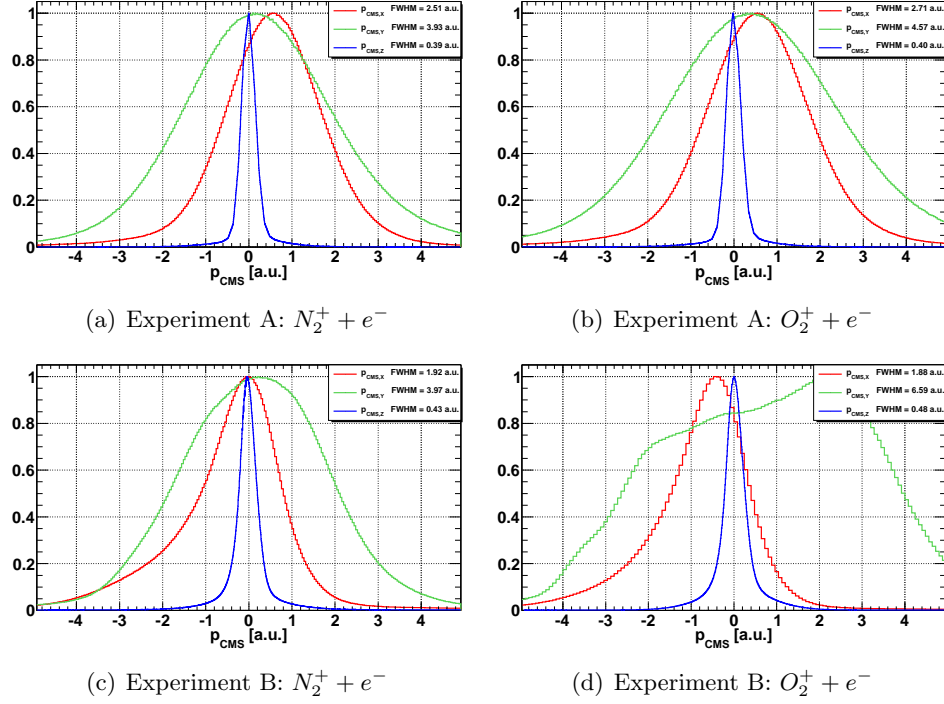 p_CMS,X FWHM = 2.51 a.u.
p_CMS,Y FWHM = 3.93 a.u.
p_CMS,Z FWHM = 0.39 a.u.
1
0.8
0.6
0.4
0.2
0
-4 -3 -2 -1 0 1 2 3 4
p_CMS [a.u.]
(a) Experiment A: N_2^+ + e^-
p_CMS,X FWHM = 2.71 a.u.
p_CMS,Y FWHM = 4.57 a.u.
p_CMS,Z FWHM = 0.40 a.u.
1
0.8
0.6
0.4
0.2
0
-4 -3 -2 -1 0 1 2 3 4
p_CMS [a.u.]
(b) Experiment A: O_2^+ + e^-
p_CMS,X FWHM = 1.92 a.u.
p_CMS,Y FWHM = 3.97 a.u.
p_CMS,Z FWHM = 0.43 a.u.
1
0.8
0.6
0.4
0.2
0
-4 -3 -2 -1 0 1 2 3 4
p_CMS [a.u.]
(c) Experiment B: N_2^+ + e^-
p_CMS,X FWHM = 1.88 a.u.
p_CMS,Y FWHM = 6.59 a.u.
p_CMS,Z FWHM = 0.48 a.u.
1
0.8
0.6
0.4
0.2
0
-4 -3 -2 -1 0 1 2 3 4
p_CMS [a.u.]
(d) Experiment B: O_2^+ + e^-